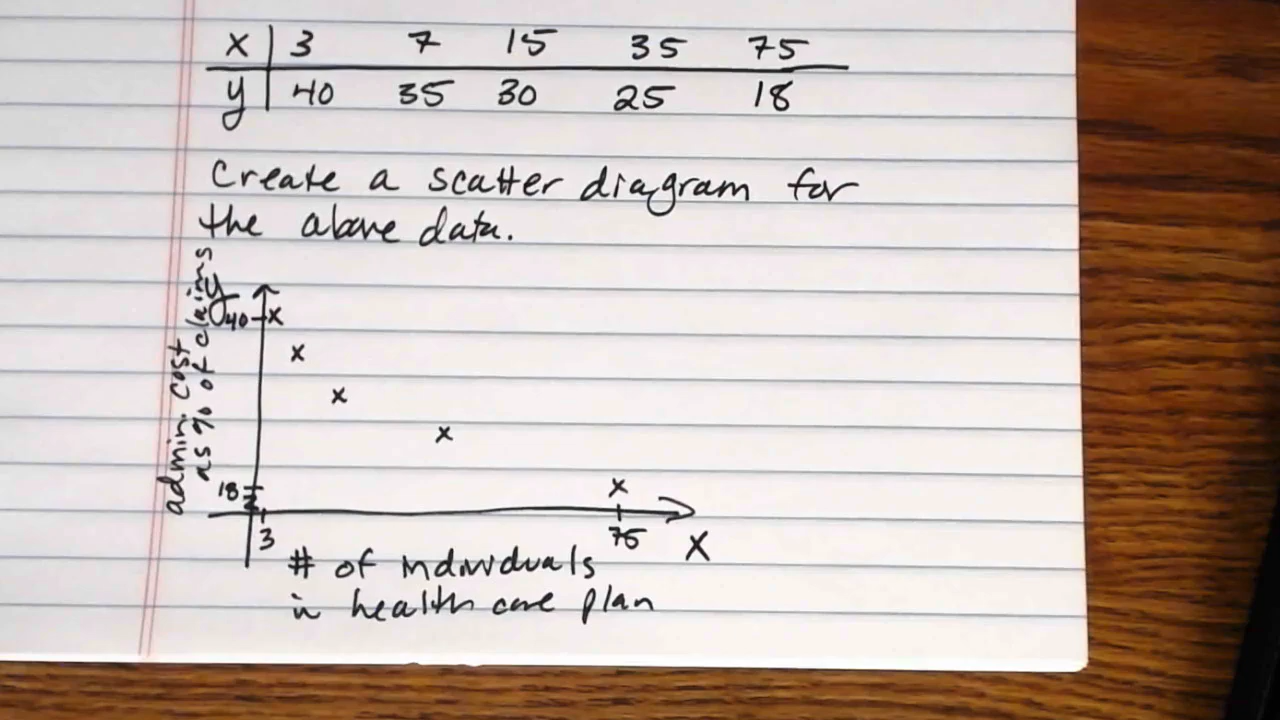 x 3 7 15 35 75
y 40 35 30 25 18
Create a scatter diagram for
the above data.
admin. cost
as % of claims
y
40
18
3
75
X
# of individuals
in health care plan